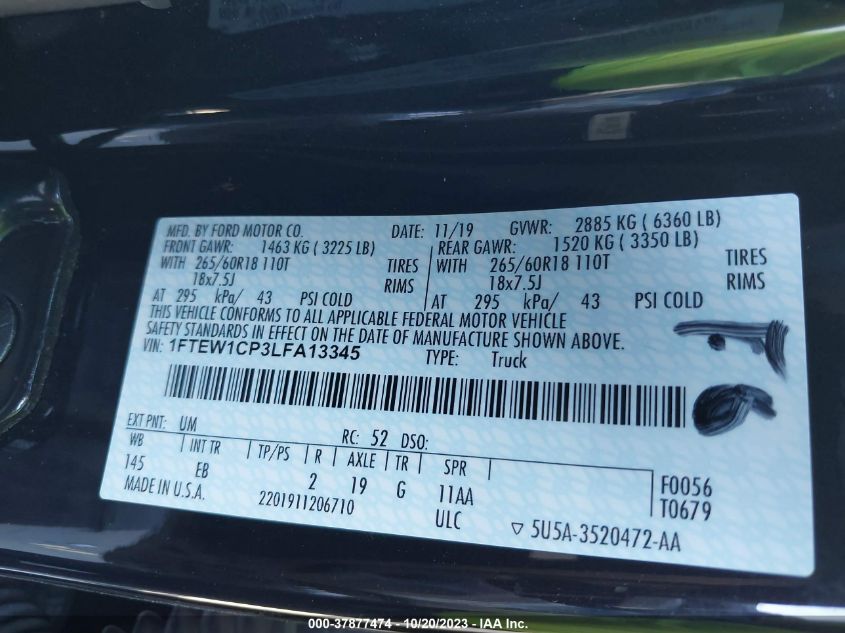 MFD. BY FORD MOTOR CO. DATE: 11/19 GVWR: 2885 KG ( 6360 LB)
FRONT GAWR: 1463 KG ( 3225 LB) REAR GAWR: 1520 KG ( 3350 LB)
WITH 265/60R18 110T TIRES WITH 265/60R18 110T TIRES
18x7.5J RIMS 18x7.5J RIMS
AT 295 kPa/ 43 PSI COLD AT 295 kPa/ 43 PSI COLD
THIS VEHICLE CONFORMS TO ALL APPLICABLE FEDERAL MOTOR VEHICLE
SAFETY STANDARDS IN EFFECT ON THE DATE OF MANUFACTURE SHOWN ABOVE.
VIN: 1FTEW1CP3LFA13345 TYPE: Truck
EXT PNT: UM RC: 52 DSO:
WB INT TR TP/PS R AXLE TR SPR
145 EB 2 19 G 11AA F0056
MADE IN U.S.A. 2201911206710 ULC T0679
▽ 5U5A-3520472-AA
000-37877474 - 10/20/2023 - IAA Inc.